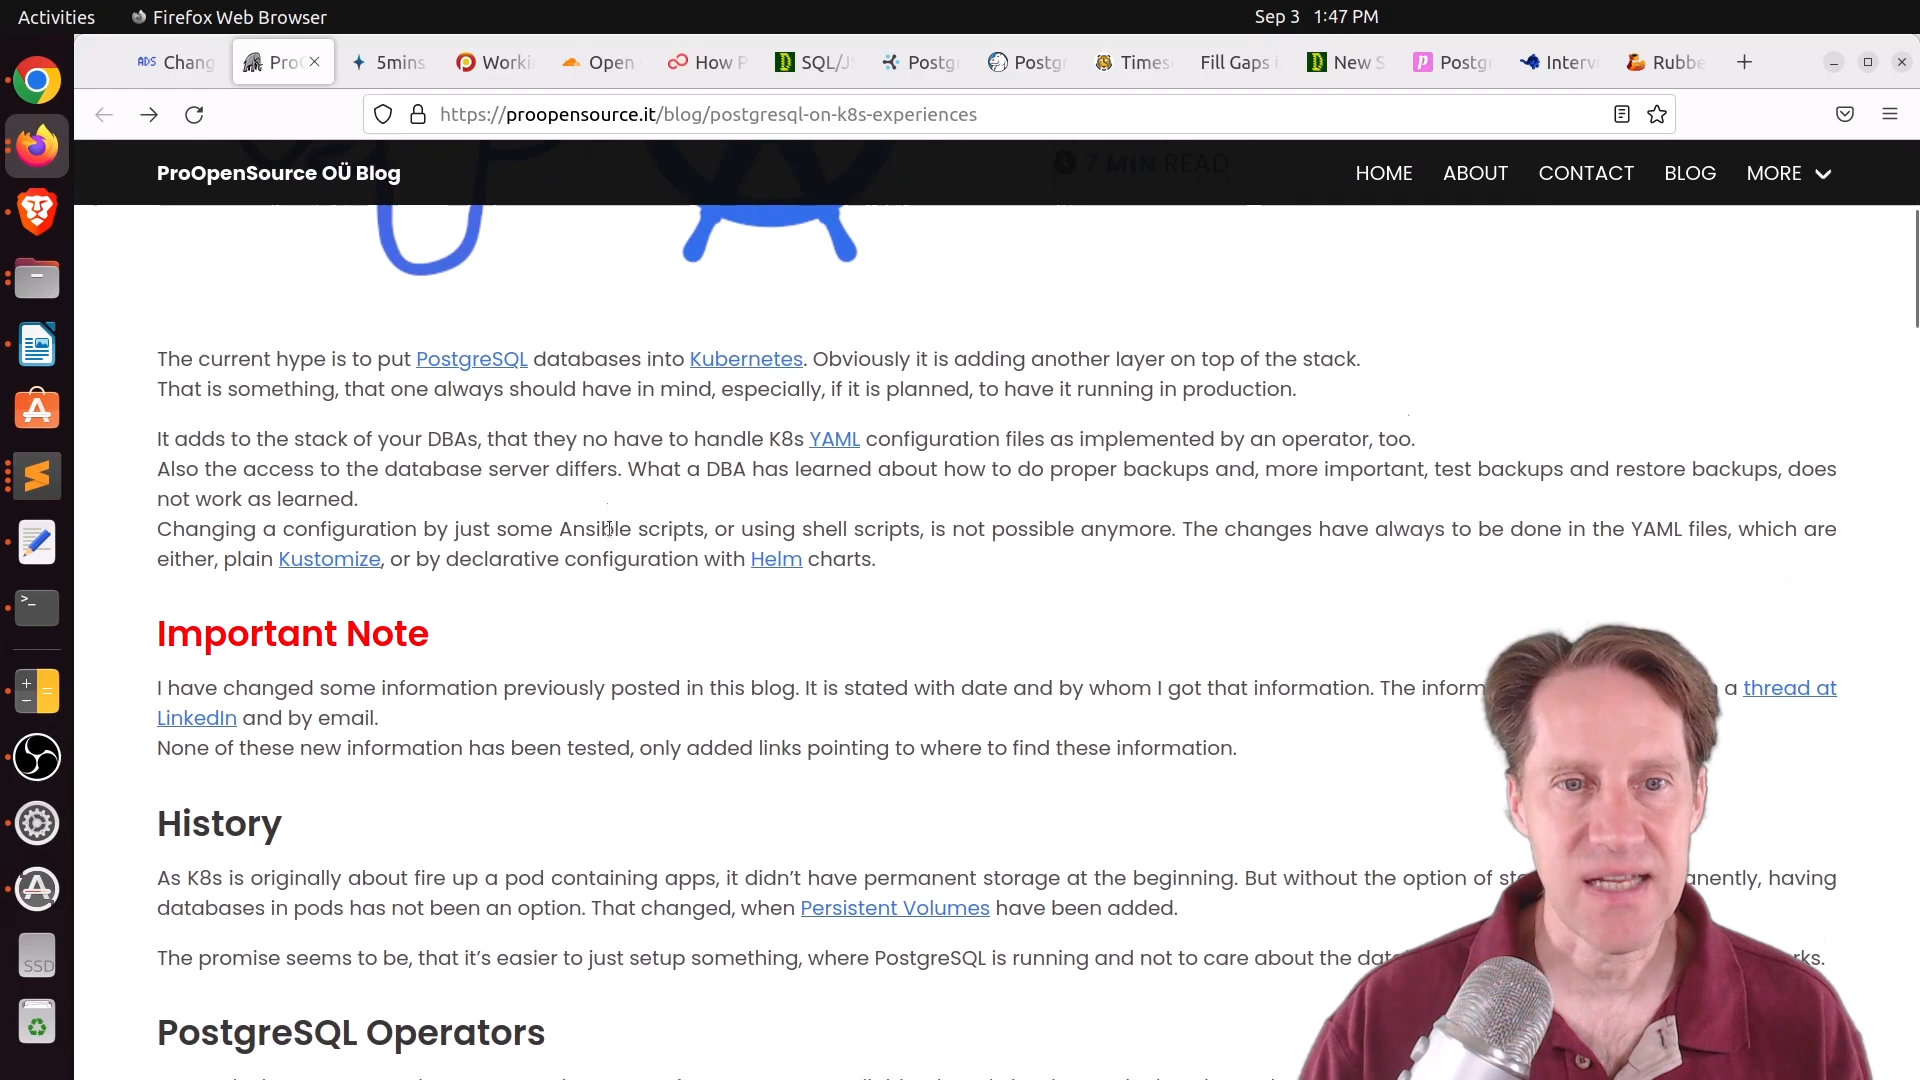 Activities Firefox Web Browser Sep 3 1:47 PM
ADS Chang Pro 5mins Worki Open How P SQL/J Postgr Postgr Times Fill Gaps i New S Postg Intervi Rubbe
https://proopensource.it/blog/postgresql-on-k8s-experiences
ProOpenSource OÜ Blog HOME ABOUT CONTACT BLOG MORE
7 MIN READ
The current hype is to put PostgreSQL databases into Kubernetes. Obviously it is adding another layer on top of the stack.
That is something, that one always should have in mind, especially, if it is planned, to have it running in production.
It adds to the stack of your DBAs, that they no have to handle K8s YAML configuration files as implemented by an operator, too.
Also the access to the database server differs. What a DBA has learned about how to do proper backups and, more important, test backups and restore backups, does
not work as learned.
Changing a configuration by just some Ansible scripts, or using shell scripts, is not possible anymore. The changes have always to be done in the YAML files, which are
either, plain Kustomize, or by declarative configuration with Helm charts.
Important Note
I have changed some information previously posted in this blog. It is stated with date and by whom I got that information. The inform a thread at
LinkedIn and by email.
None of these new information has been tested, only added links pointing to where to find these information.
History
As K8s is originally about fire up a pod containing apps, it didn't have permanent storage at the beginning. But without the option of st nently, having
databases in pods has not been an option. That changed, when Persistent Volumes have been added.
The promise seems to be, that it's easier to just setup something, where PostgreSQL is running and not to care about the dat rks.
PostgreSQL Operators
SSD